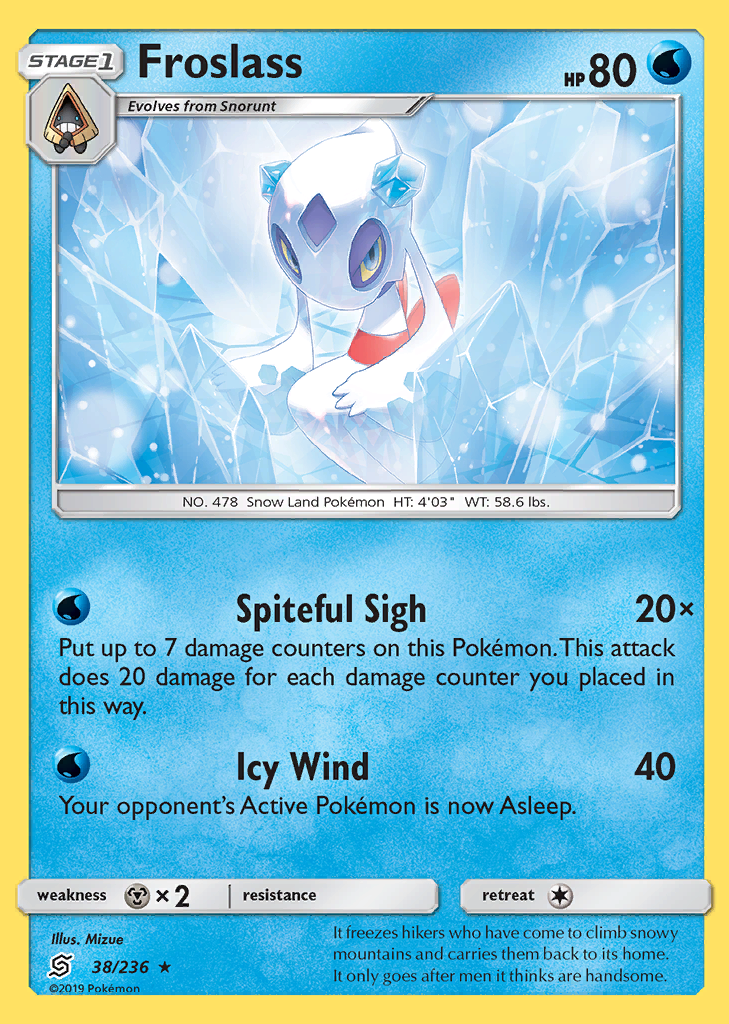 STAGE1
Froslass
HP80
Evolves from Snorunt
NO. 478 Snow Land Pokémon HT: 4'03" WT: 58.6 lbs.
Spiteful Sigh 20×
Put up to 7 damage counters on this Pokémon. This attack
does 20 damage for each damage counter you placed in
this way.
Icy Wind 40
Your opponent's Active Pokémon is now Asleep.
weakness ×2 resistance retreat
Illus. Mizue
38/236 ★
©2019 Pokémon
It freezes hikers who have come to climb snowy
mountains and carries them back to its home.
It only goes after men it thinks are handsome.